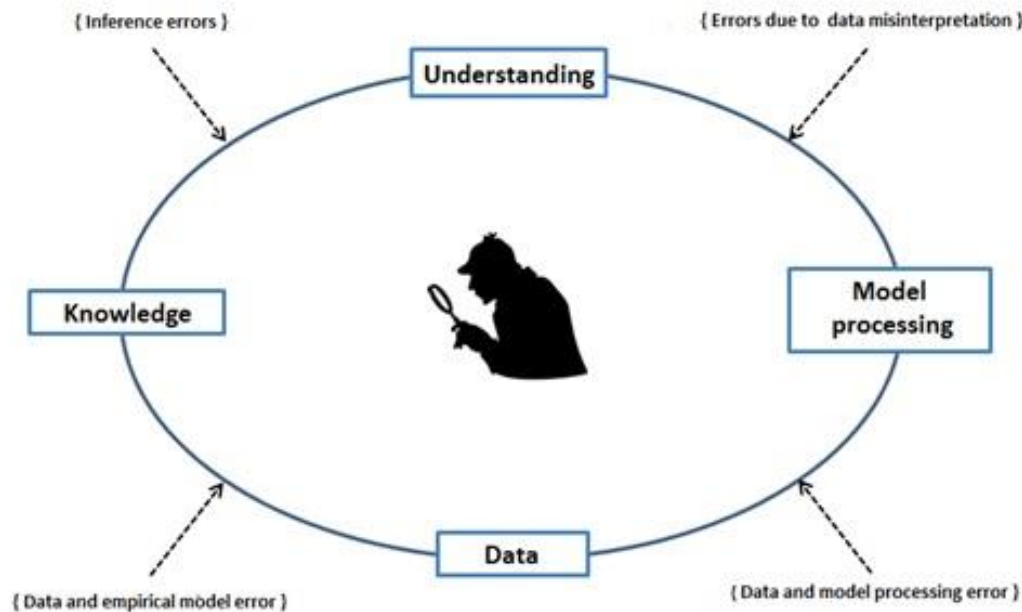 { Inference errors }
{ Errors due to data misinterpretation }
Understanding
Knowledge
Model
processing
Data
{ Data and empirical model error }
{ Data and model processing error }